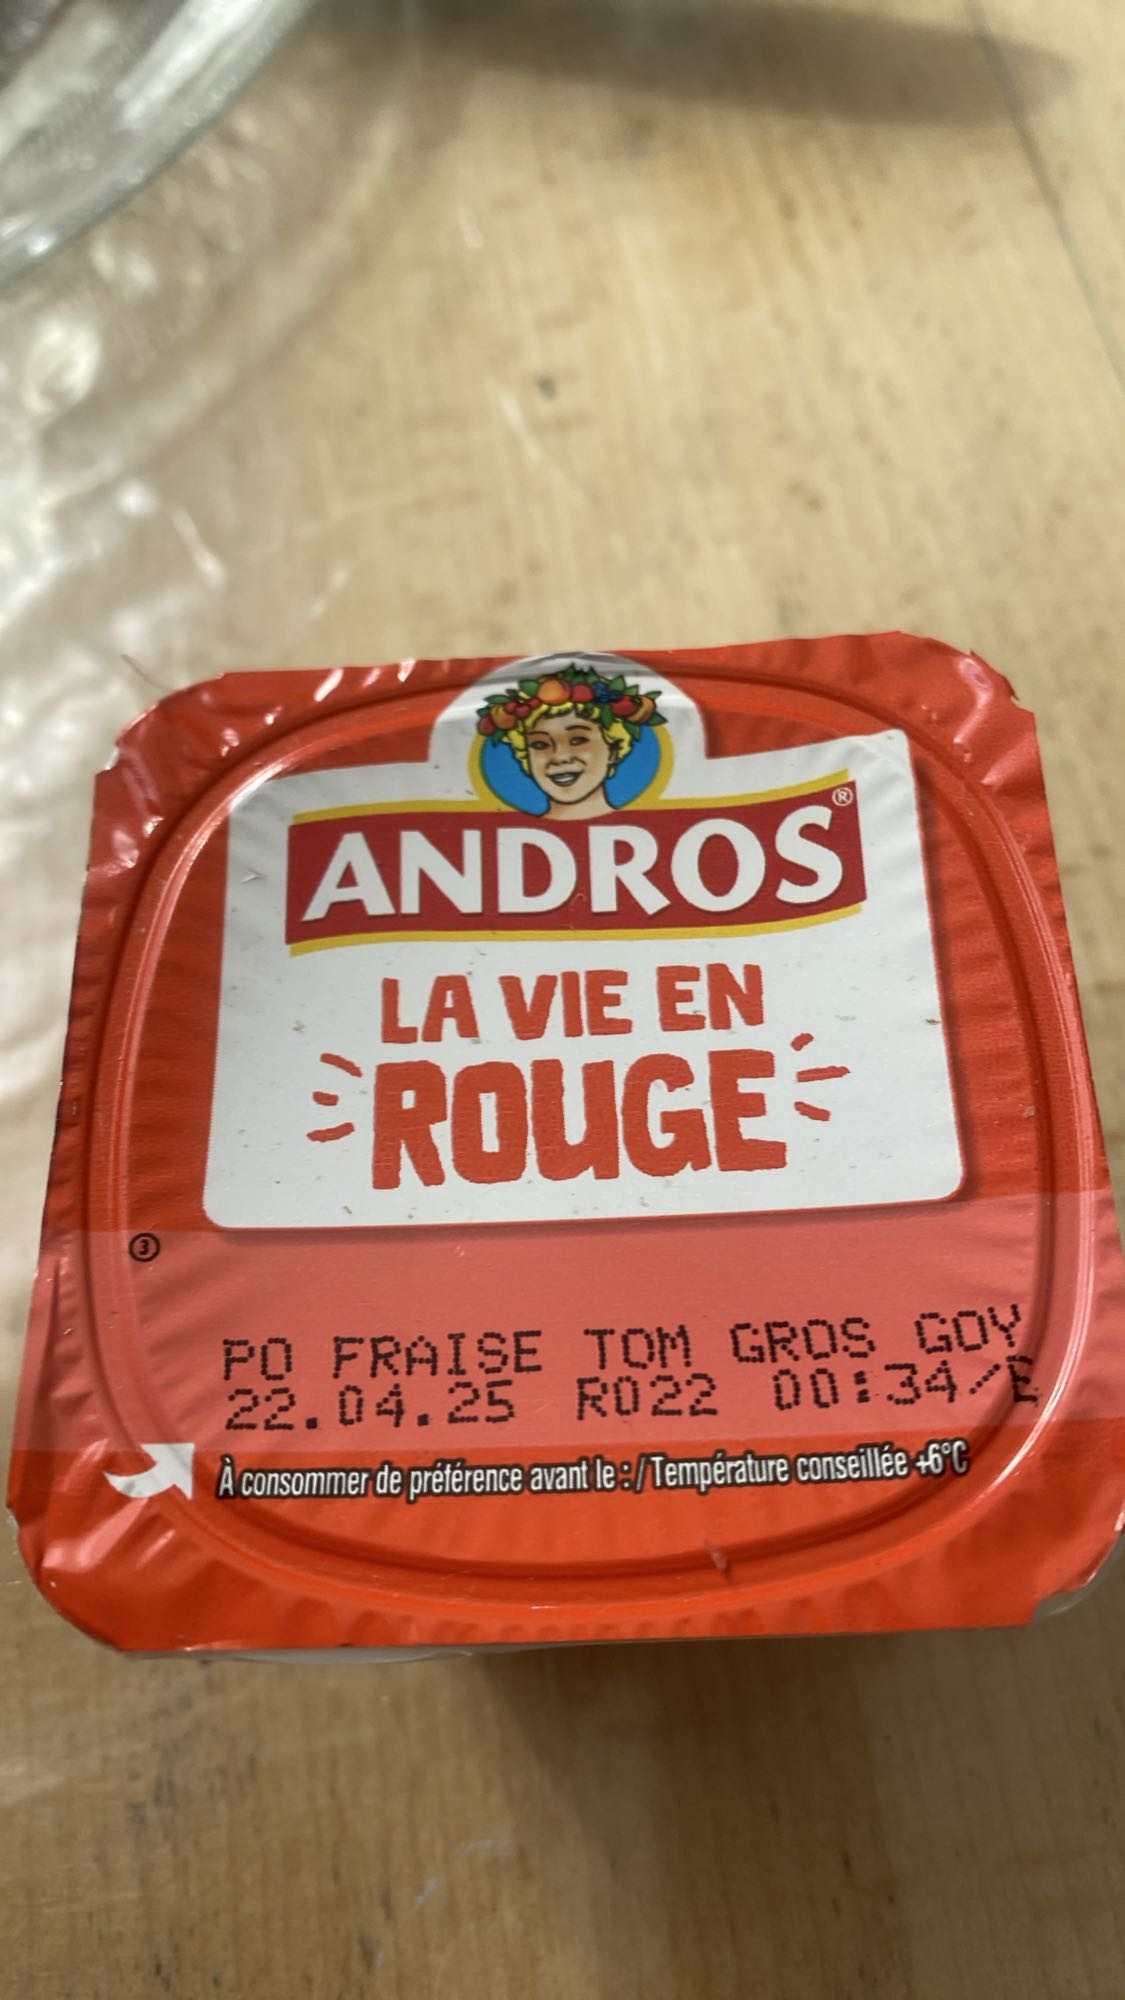 ANDROS®
LA VIE EN
ROUGE
3
PO FRAISE TOM GROS GOY
22.04.25 R022 00:34/E
À consommer de préférence avant le : / Température conseillée +6°C